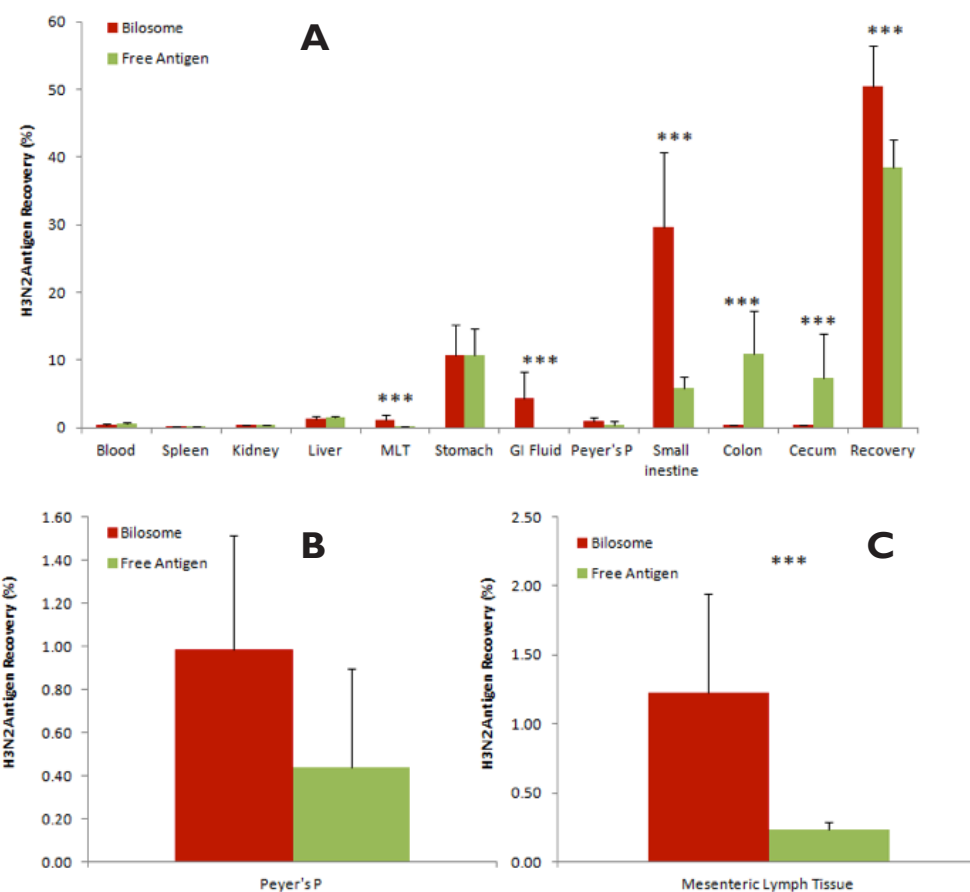 A
Bilosome
Free Antigen
H3N2Antigen Recovery (%)
60
50
40
30
20
10
0
***
***
***
***
***
***
Blood Spleen Kidney Liver MLT Stomach GI Fluid Peyer's P Small inestine Colon Cecum Recovery
B
Bilosome
Free Antigen
H3N2Antigen Recovery (%)
1.60
1.40
1.20
1.00
0.80
0.60
0.40
0.20
0.00
Peyer's P
C
Bilosome
Free Antigen
***
H3N2Antigen Recovery (%)
2.50
2.00
1.50
1.00
0.50
0.00
Mesenteric Lymph Tissue